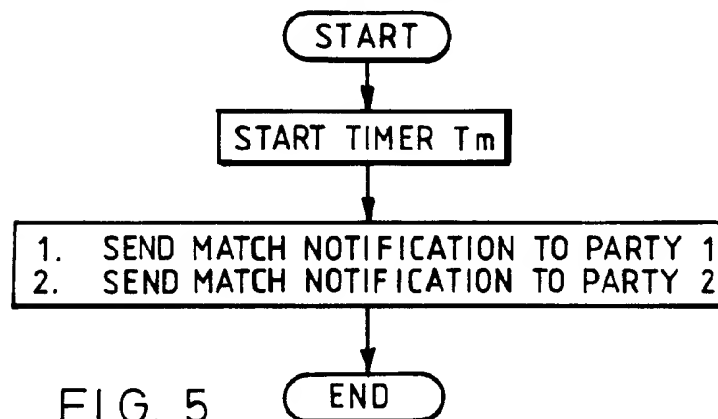 START
START TIMER Tm
1. SEND MATCH NOTIFICATION TO PARTY 1
2. SEND MATCH NOTIFICATION TO PARTY 2
END
FIG. 5